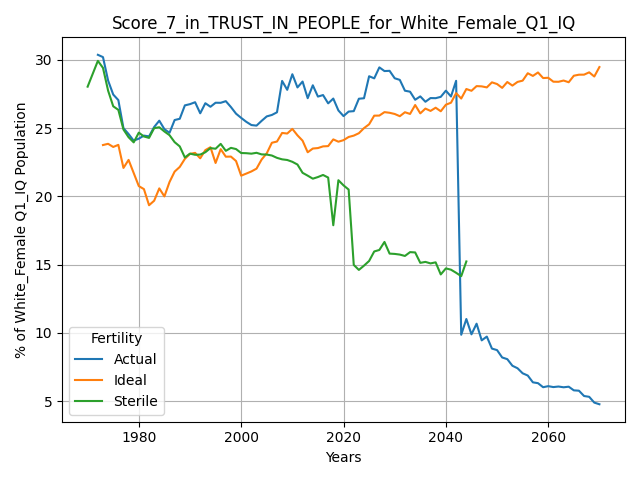 Score_7_in_TRUST_IN_PEOPLE_for_White_Female_Q1_IQ
% of White_Female Q1_IQ Population
30
25
20
15
10
5
Fertility
Actual
Ideal
Sterile
1980 2000 2020 2040 2060
Years